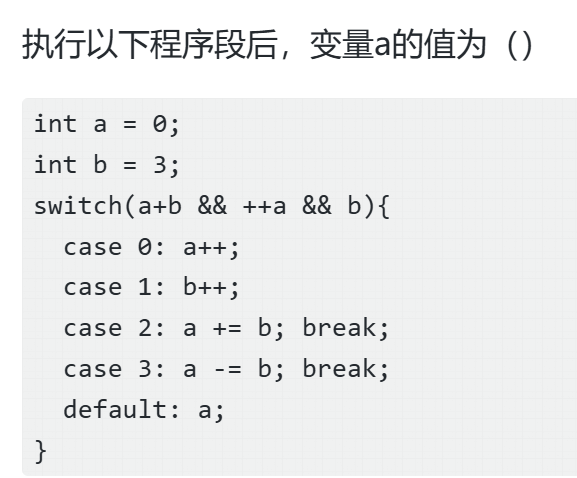 执行以下程序段后，变量a的值为（）
int a = 0;
int b = 3;
switch(a+b && ++a && b){
  case 0: a++;
  case 1: b++;
  case 2: a += b; break;
  case 3: a -= b; break;
  default: a;
}